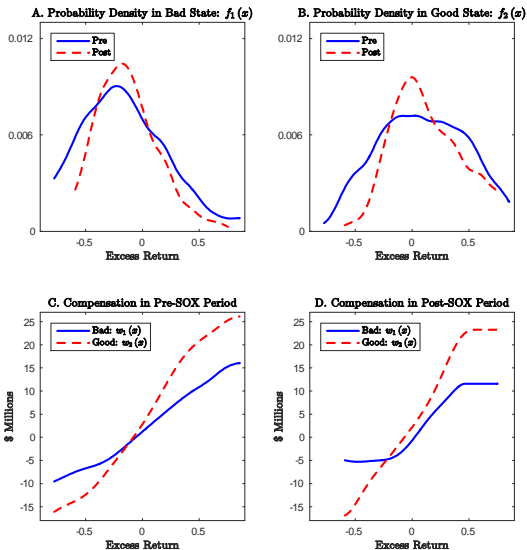 A. Probability Density in Bad State: f₁(x)
0.012
0.006
0
Pre
Post
-0.5 0 0.5
Excess Return
B. Probability Density in Good State: f₂(x)
0.012
0.006
0
Pre
Post
-0.5 0 0.5
Excess Return
C. Compensation in Pre-SOX Period
25
20
15
10
5
0
-5
-10
-15
$ Millions
Bad: w₁(x)
Good: w₂(x)
-0.5 0 0.5
Excess Return
D. Compensation in Post-SOX Period
25
20
15
10
5
0
-5
-10
-15
$ Millions
Bad: w₁(x)
Good: w₂(x)
-0.5 0 0.5
Excess Return